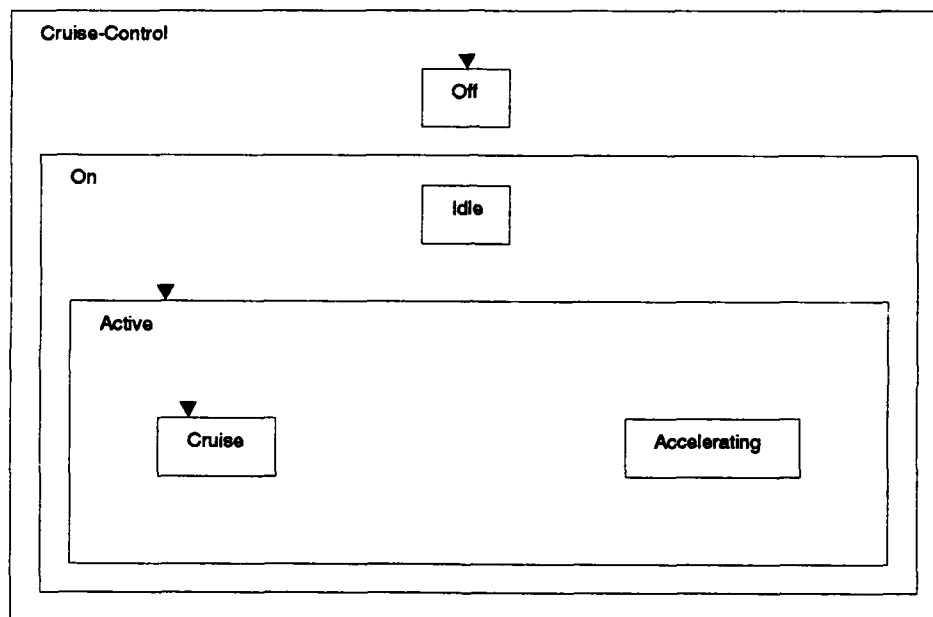 Cruise-Control
Off
On
Idle
Active
Cruise
Accelerating